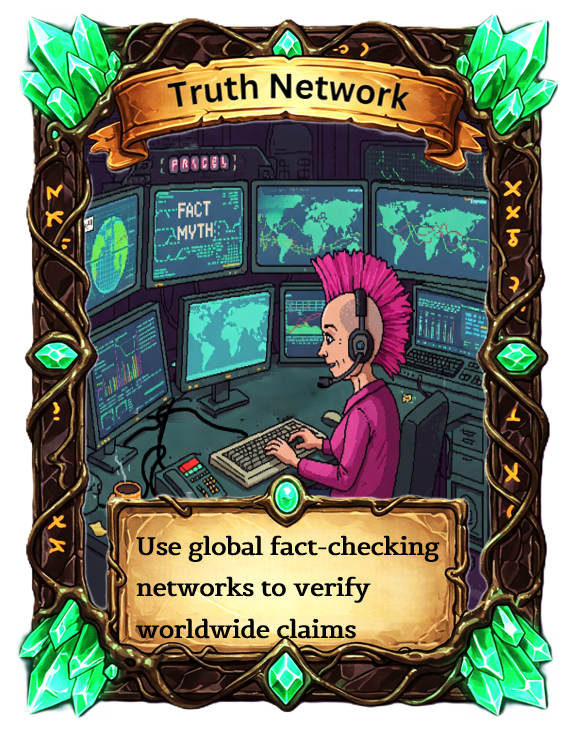 Truth Network
FACT
MYTH
Use global fact-checking
networks to verify
worldwide claims